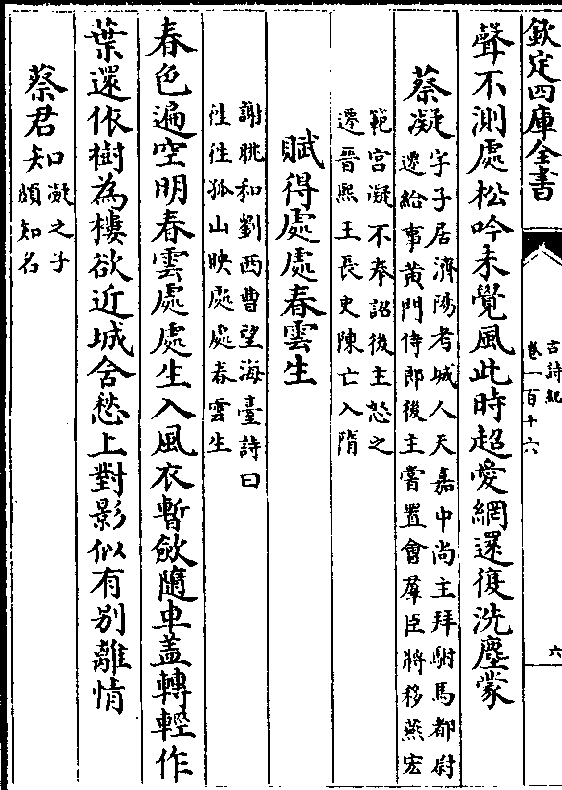 欽定四庫全書
古詩紀
卷一百十六
六
聲不測處松吟未覺風此時超愛網還復洗塵蒙
蔡凝
字子居濟陽考城人天嘉中尚主拜駙馬都尉
遷給事黄門侍郎後主嘗置會羣臣將移燕宏
範宫凝不奉詔後主恐之
遷晉熙王長史陳亡入隋
賦得處處春雲生
謝朓和劉西曹望海臺詩曰
往往孤山映處處春雲生
春色遍空明春雲處處生入風衣暫斂隨車蓋轉輕作
葉還依樹為樓欲近城含愁上對影似有别離情
蔡君知
凝之子
頗知名